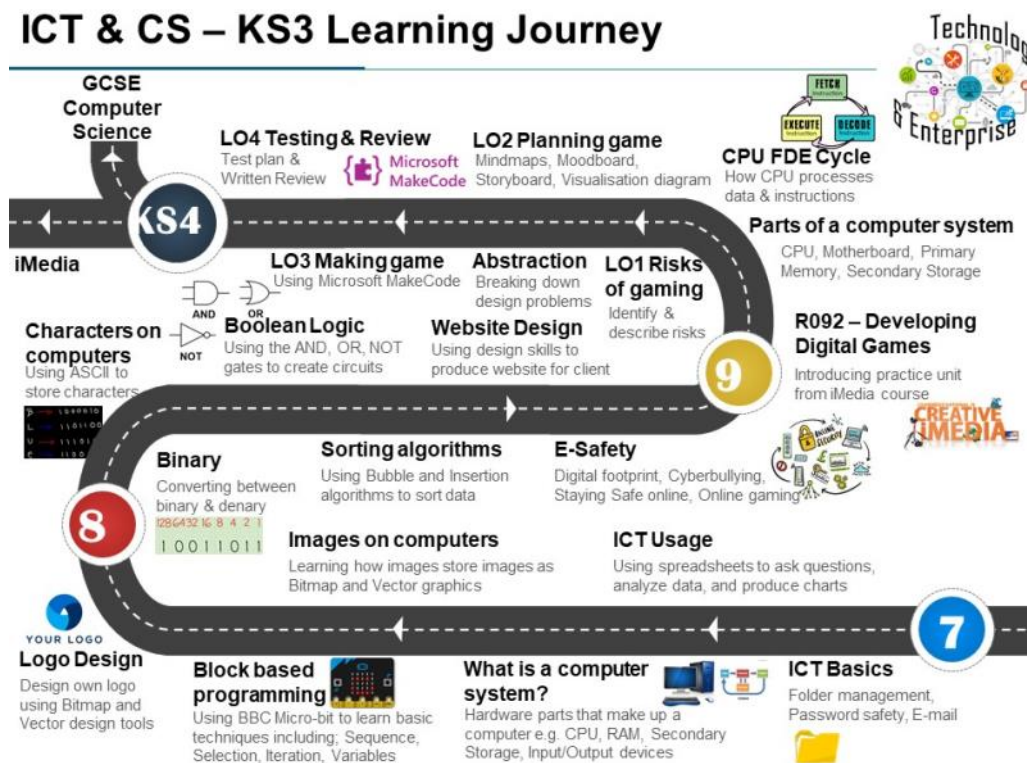 ICT & CS – KS3 Learning Journey
Technolog
& Enterprise
GCSE
Computer
Science
LO4 Testing & Review
Test plan &
Written Review
Microsoft
MakeCode
LO2 Planning game
Mindmaps, Moodboard,
Storyboard, Visualisation diagram
FETCH
Instruction
EXECUTE
Instruction
DECODE
Instruction
CPU FDE Cycle
How CPU processes
data & instructions
KS4
iMedia
LO3 Making game
Using Microsoft MakeCode
Abstraction
Breaking down
design problems
LO1 Risks
of gaming
Identify &
describe risks
Parts of a computer system
CPU, Motherboard, Primary
Memory, Secondary Storage
AND
OR
NOT
Characters on
computers
Using ASCII to
store characters
Boolean Logic
Using the AND, OR, NOT
gates to create circuits
Website Design
Using design skills to
produce website for client
9
R092 – Developing
Digital Games
Introducing practice unit
from iMedia course
CREATIVE
iMEDIA
Binary
Converting between
binary & denary
128 64 32 16 8 4 2 1
1 0 0 1 1 0 1 1
Sorting algorithms
Using Bubble and Insertion
algorithms to sort data
E-Safety
Digital footprint, Cyberbullying,
Staying Safe online, Online gaming
8
Images on computers
Learning how images store images as
Bitmap and Vector graphics
ICT Usage
Using spreadsheets to ask questions,
analyze data, and produce charts
7
YOUR LOGO
Logo Design
Design own logo
using Bitmap and
Vector design tools
Block based
programming
Using BBC Micro-bit to learn basic
techniques including; Sequence,
Selection, Iteration, Variables
What is a computer
system?
Hardware parts that make up a
computer e.g. CPU, RAM, Secondary
Storage, Input/Output devices
ICT Basics
Folder management,
Password safety, E-mail